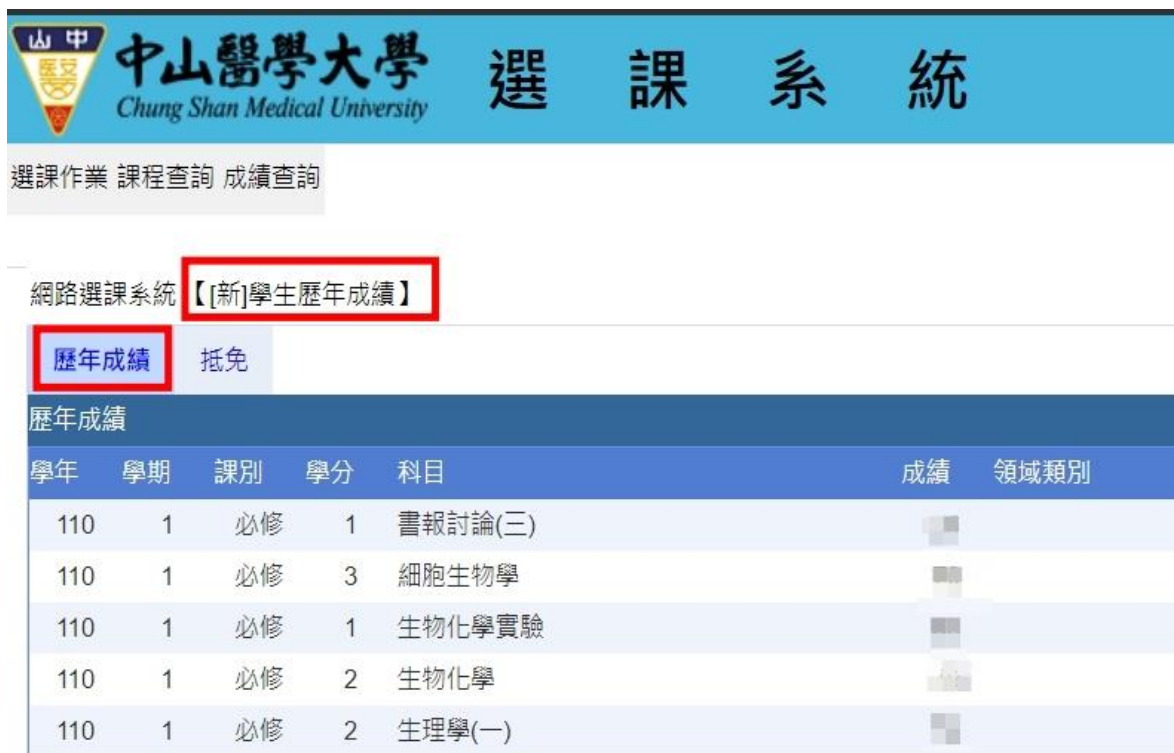 山中
醫
中山醫學大學
Chung Shan Medical University
選課系統
選課作業 課程查詢 成績查詢
網路選課系統【[新]學生歷年成績】
歷年成績 抵免
歷年成績
學年 學期 課別 學分 科目 成績 領域類別
110 1 必修 1 書報討論(三)
110 1 必修 3 細胞生物學
110 1 必修 1 生物化學實驗
110 1 必修 2 生物化學
110 1 必修 2 生理學(一)